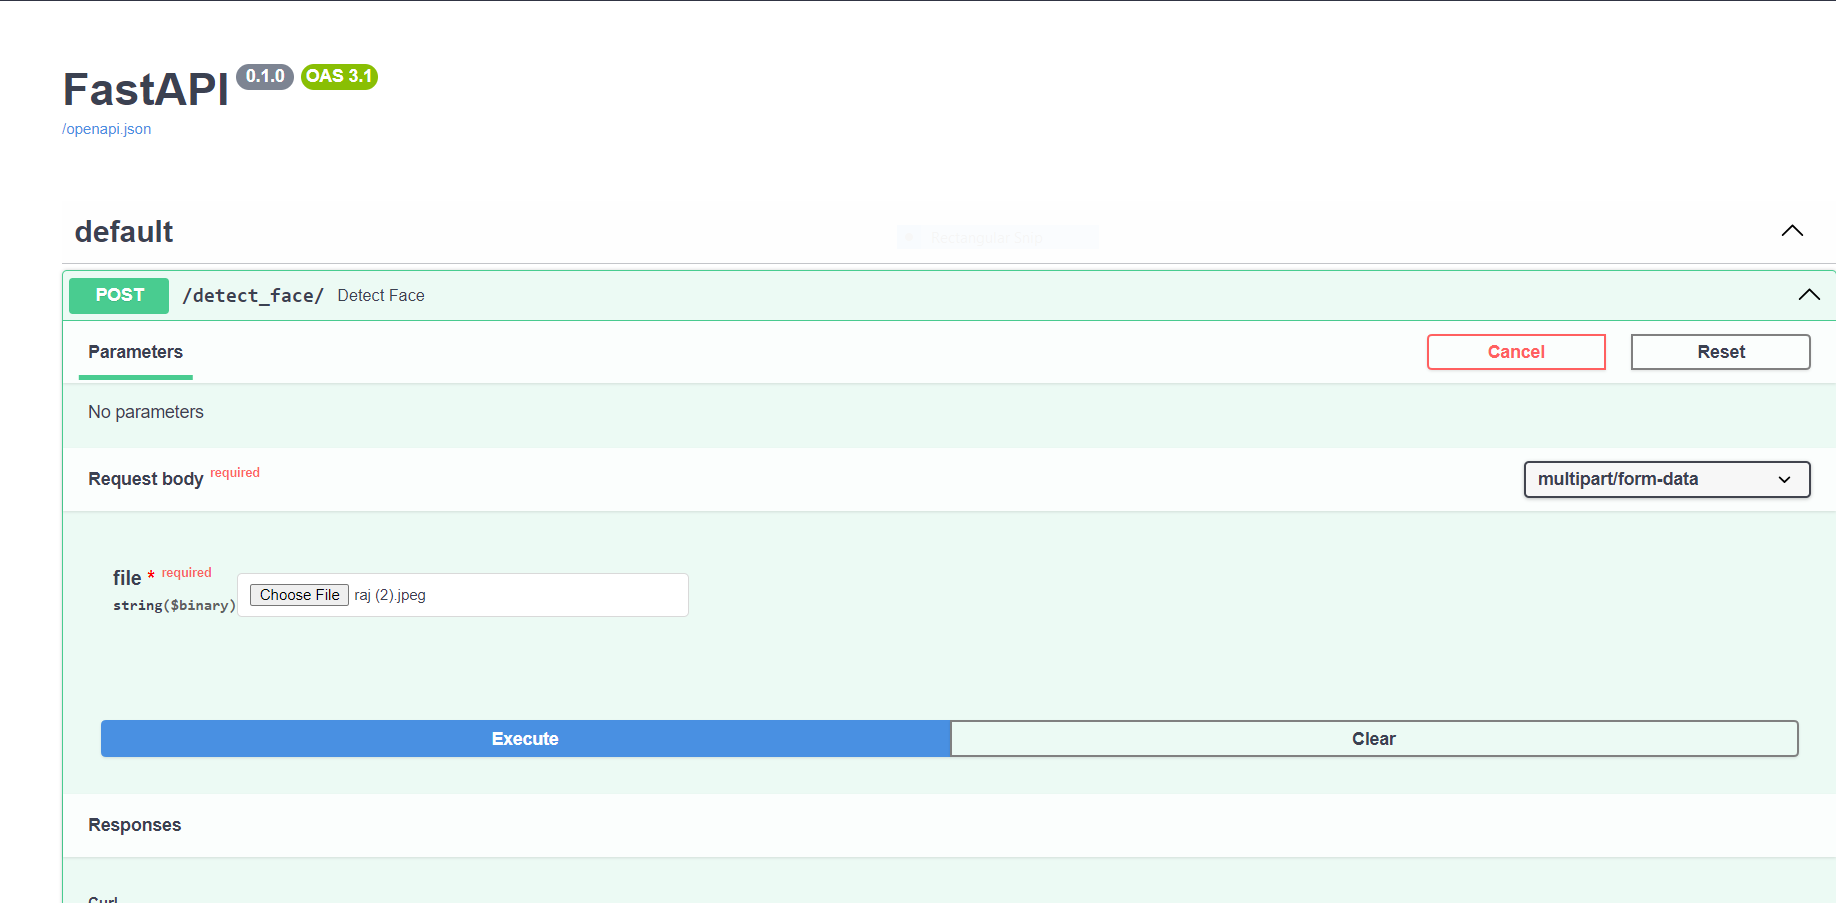 FastAPI 0.1.0 OAS 3.1
/openapi.json
default
Rectangular Snip
POST /detect_face/ Detect Face
Parameters Cancel Reset
No parameters
Request body required multipart/form-data
file * required
string($binary) Choose File raj (2).jpeg
Execute Clear
Responses
Curl